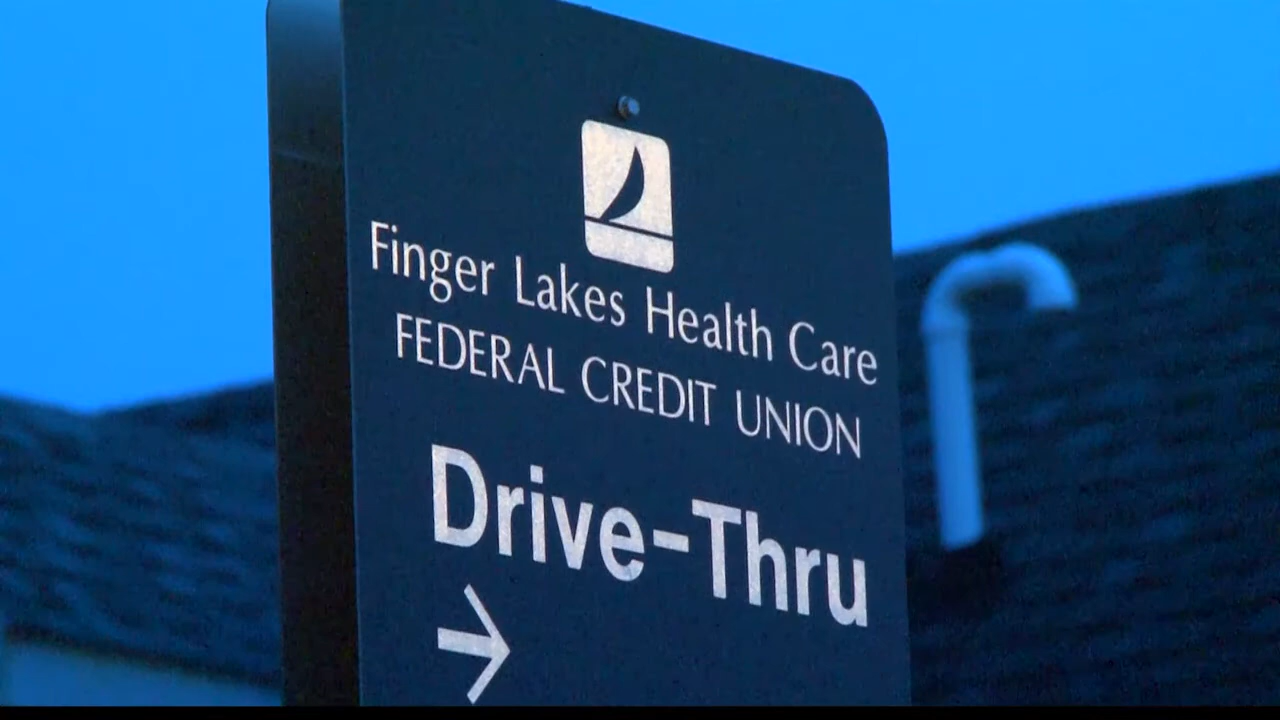 Finger Lakes Health Care
FEDERAL CREDIT UNION
Drive-Thru
→